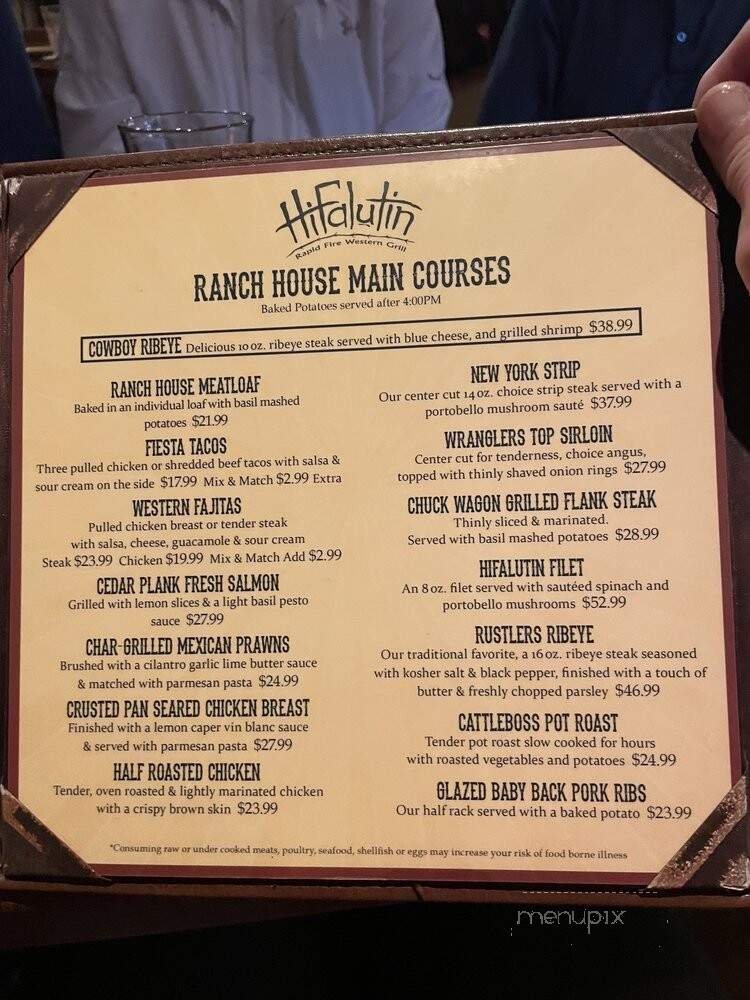 HiFalutin
Rapid Fire Western Grill
RANCH HOUSE MAIN COURSES
Baked Potatoes served after 4:00PM
COWBOY RIBEYE Delicious 10 oz. ribeye steak served with blue cheese, and grilled shrimp $38.99
RANCH HOUSE MEATLOAF
Baked in an individual loaf with basil mashed
potatoes $21.99
FIESTA TACOS
Three pulled chicken or shredded beef tacos with salsa &
sour cream on the side $17.99 Mix & Match $2.99 Extra
WESTERN FAJITAS
Pulled chicken breast or tender steak
with salsa, cheese, guacamole & sour cream
Steak $23.99 Chicken $19.99 Mix & Match Add $2.99
CEDAR PLANK FRESH SALMON
Grilled with lemon slices & a light basil pesto
sauce $27.99
CHAR-GRILLED MEXICAN PRAWNS
Brushed with a cilantro garlic lime butter sauce
& matched with parmesan pasta $24.99
CRUSTED PAN SEARED CHICKEN BREAST
Finished with a lemon caper vin blanc sauce
& served with parmesan pasta $27.99
HALF ROASTED CHICKEN
Tender, oven roasted & lightly marinated chicken
with a crispy brown skin $23.99
NEW YORK STRIP
Our center cut 14 oz. choice strip steak served with a
portobello mushroom sauté $37.99
WRANGLERS TOP SIRLOIN
Center cut for tenderness, choice angus,
topped with thinly shaved onion rings $27.99
CHUCK WAGON GRILLED FLANK STEAK
Thinly sliced & marinated.
Served with basil mashed potatoes $28.99
HIFALUTIN FILET
An 8 oz. filet served with sautéed spinach and
portobello mushrooms $52.99
RUSTLERS RIBEYE
Our traditional favorite, a 16 oz. ribeye steak seasoned
with kosher salt & black pepper, finished with a touch of
butter & freshly chopped parsley $46.99
CATTLEBOSS POT ROAST
Tender pot roast slow cooked for hours
with roasted vegetables and potatoes $24.99
GLAZED BABY BACK PORK RIBS
Our half rack served with a baked potato $23.99
*Consuming raw or under cooked meats, poultry, seafood, shellfish or eggs may increase your risk of food borne illness
menupix